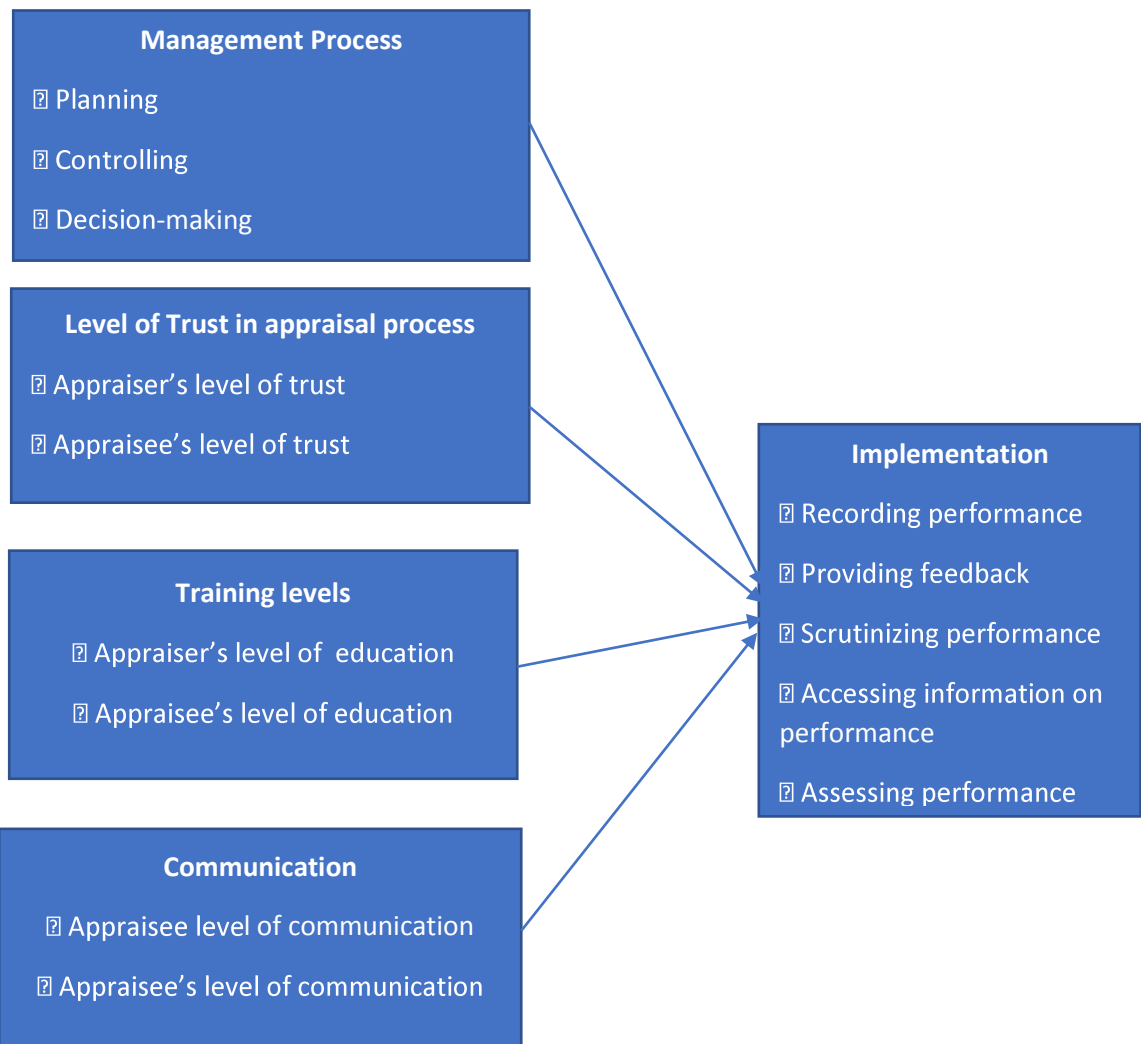 Management Process
⍰ Planning
⍰ Controlling
⍰ Decision-making
Level of Trust in appraisal process
⍰ Appraiser’s level of trust
⍰ Appraisee’s level of trust
Training levels
⍰ Appraiser’s level of  education
⍰ Appraisee’s level of education
Communication
⍰ Appraisee level of communication
⍰ Appraisee’s level of communication
Implementation
⍰ Recording performance
⍰ Providing feedback
⍰ Scrutinizing performance
⍰ Accessing information on
performance
⍰ Assessing performance